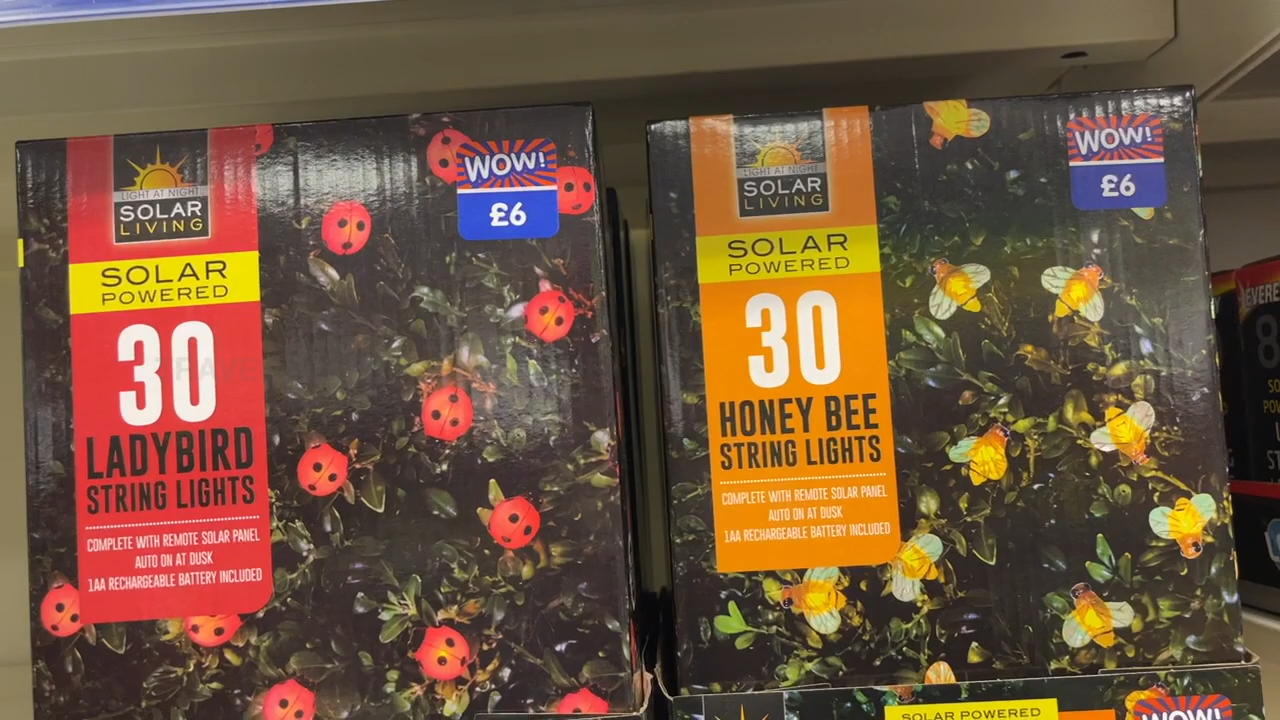 LIGHT AT NIGHT
SOLAR
LIVING
SOLAR
POWERED
30
LADYBIRD
STRING LIGHTS
COMPLETE WITH REMOTE SOLAR PANEL
AUTO ON AT DUSK
1AA RECHARGEABLE BATTERY INCLUDED
WOW!
£6
LIGHT AT NIGHT
SOLAR
LIVING
SOLAR
POWERED
30
HONEY BEE
STRING LIGHTS
COMPLETE WITH REMOTE SOLAR PANEL
AUTO ON AT DUSK
1AA RECHARGEABLE BATTERY INCLUDED
WOW!
£6
SOLAR POWERED
WOW!